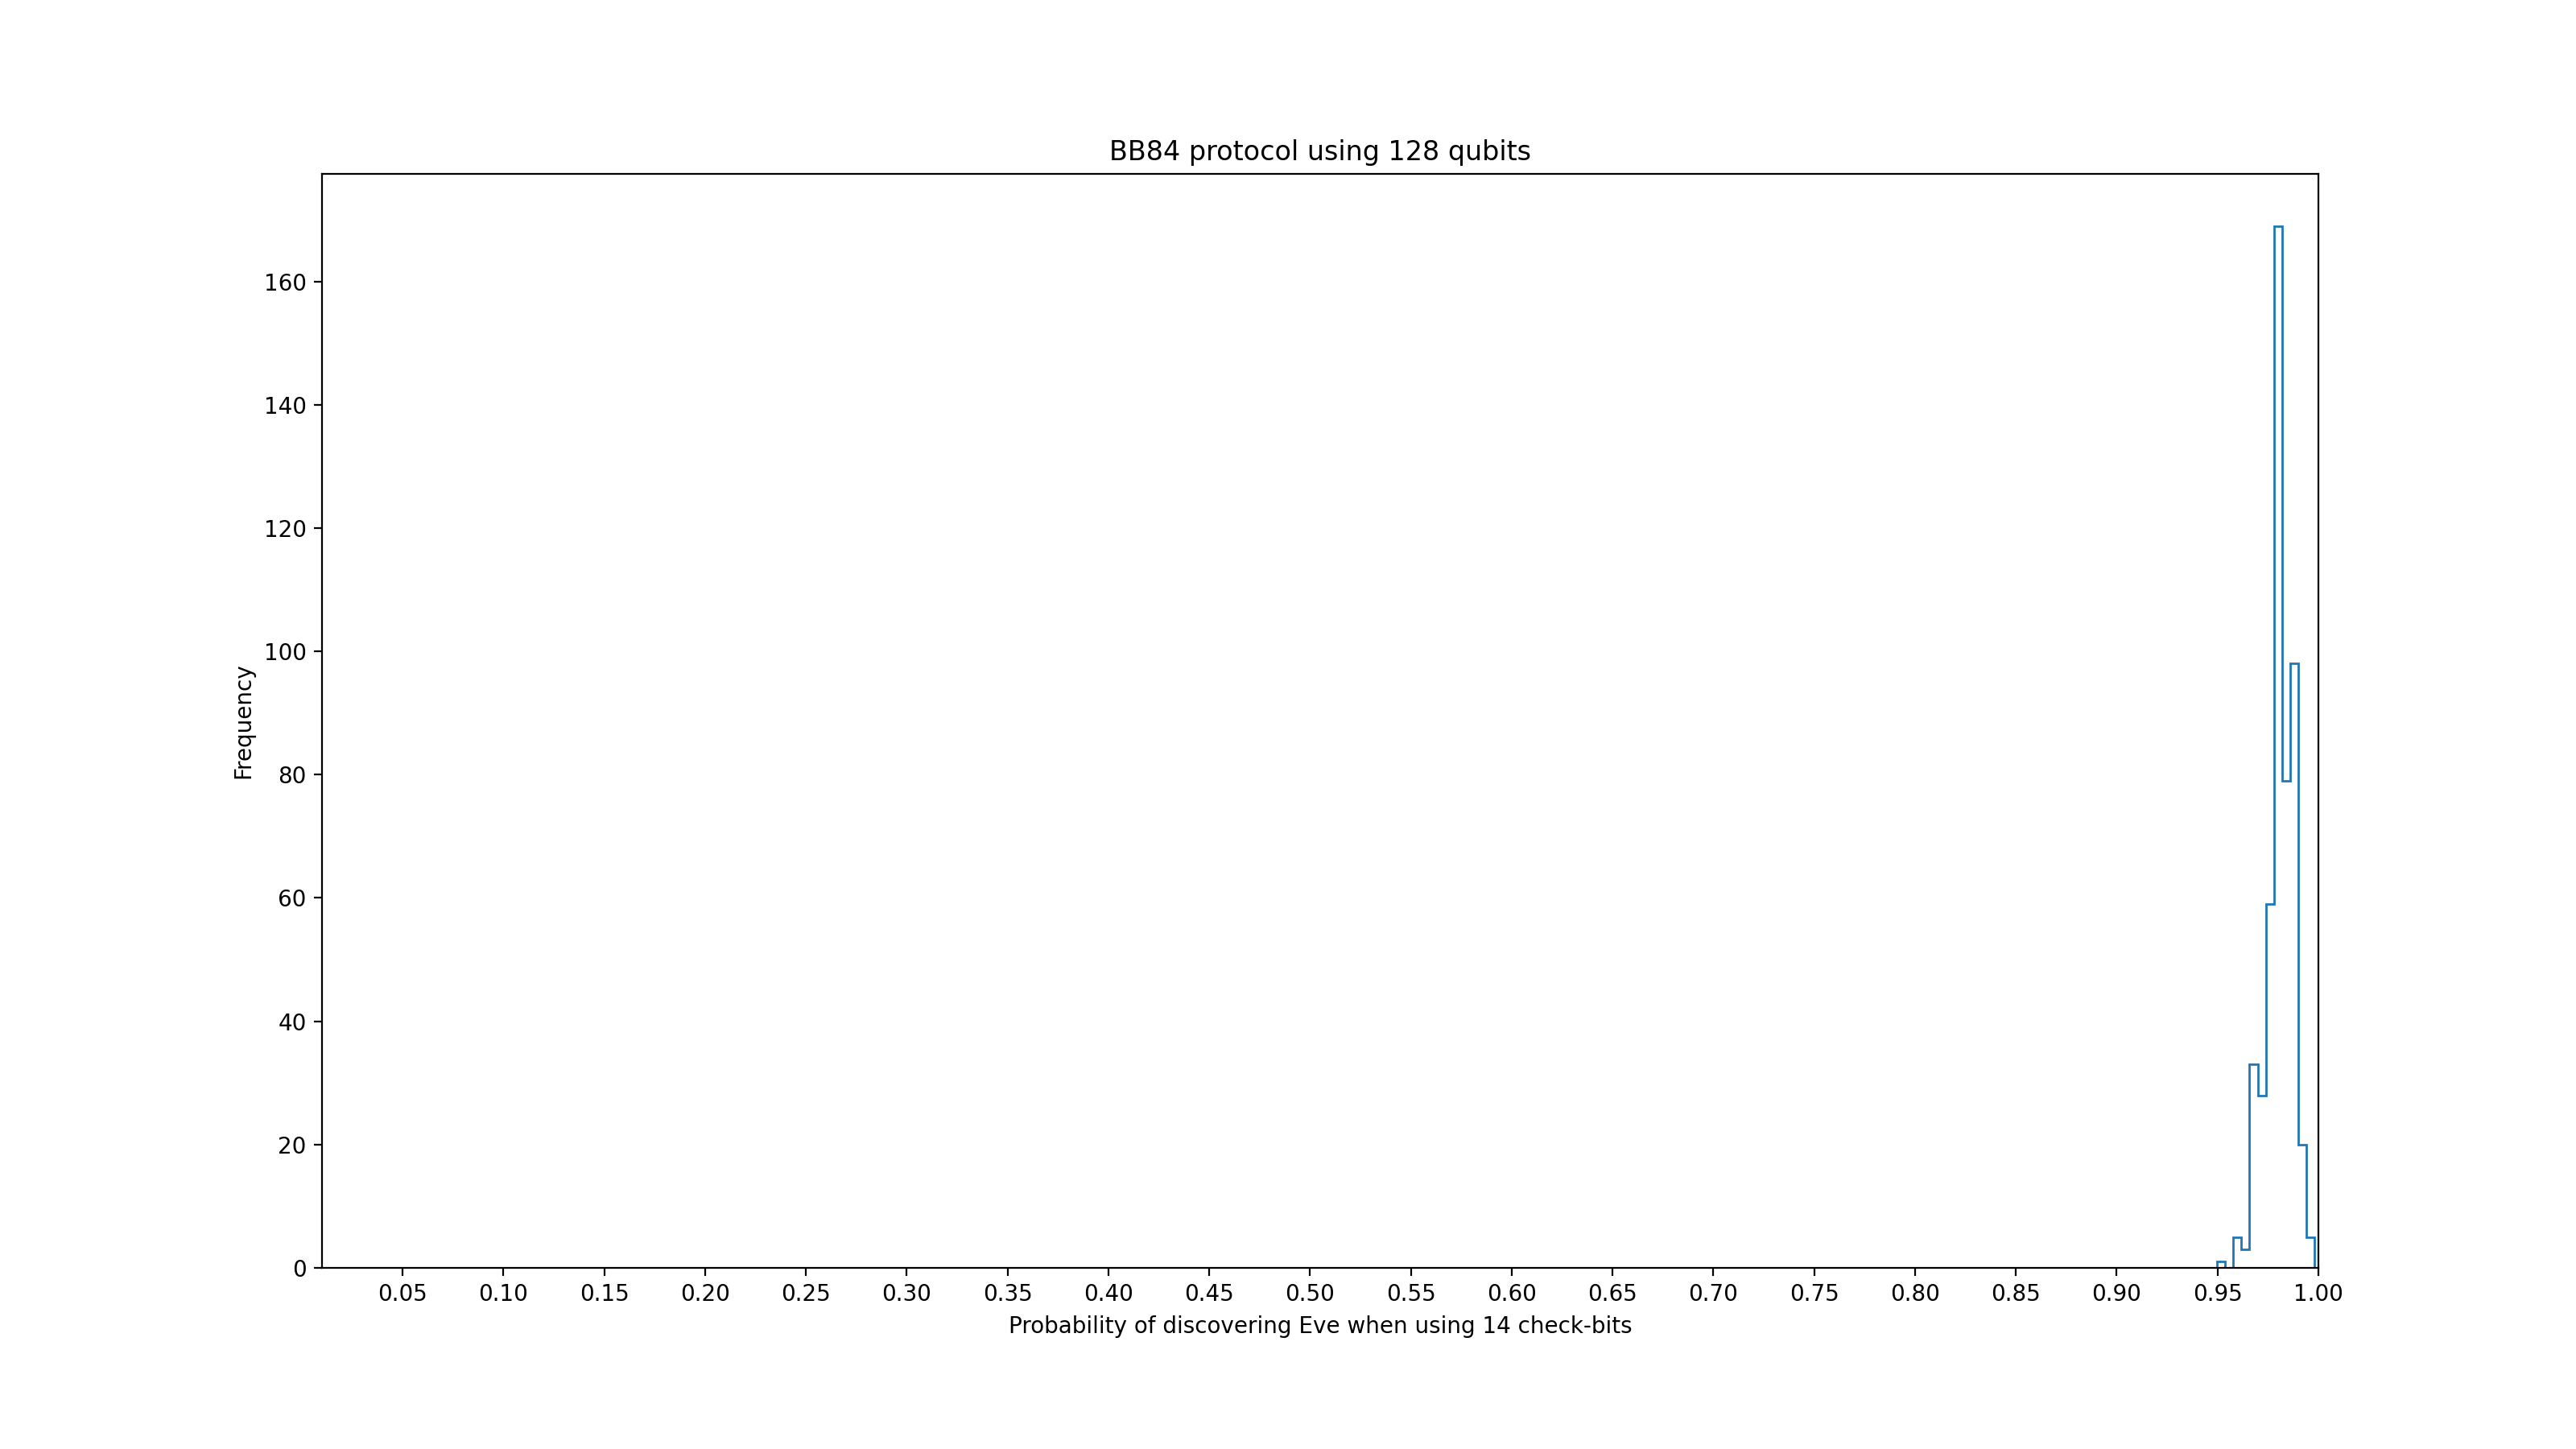 BB84 protocol using 128 qubits
160
140
120
100
80
60
40
20
0
Frequency
0.05 0.10 0.15 0.20 0.25 0.30 0.35 0.40 0.45 0.50 0.55 0.60 0.65 0.70 0.75 0.80 0.85 0.90 0.95 1.00
Probability of discovering Eve when using 14 check-bits